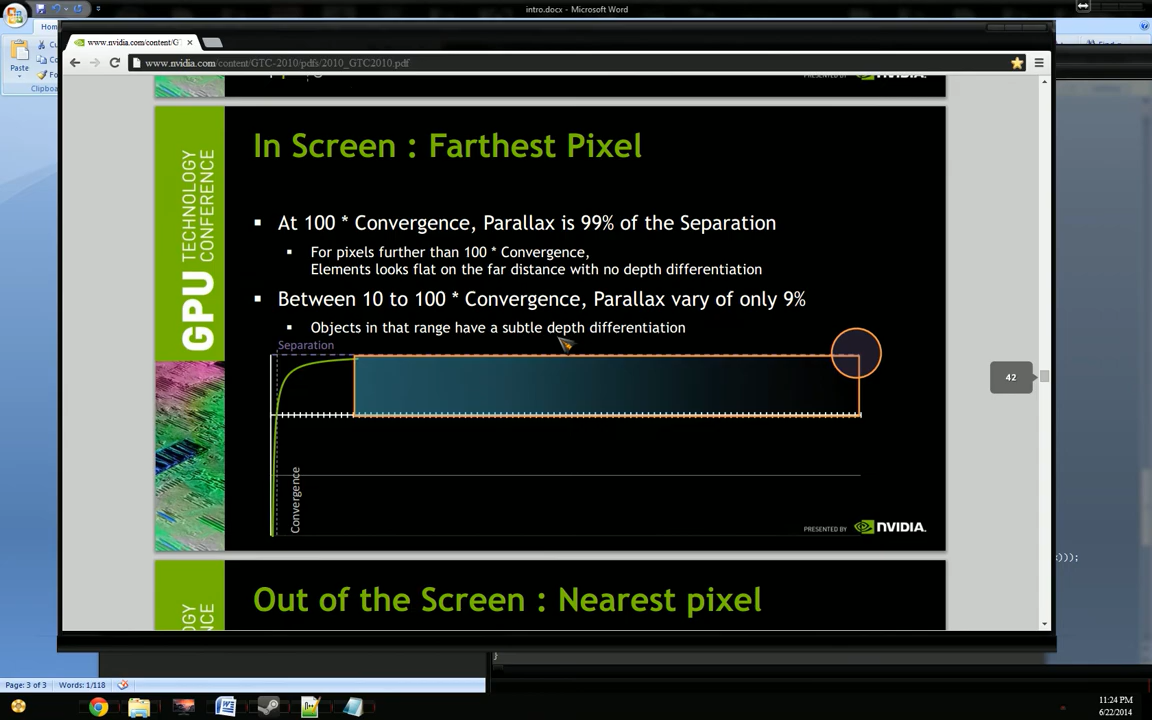 intro.docx - Microsoft Word
www.nvidia.com/content/G
www.nvidia.com/content/GTC-2010/pdfs/2010_GTC2010.pdf
Paste
Clipboard
PRESENTED BY NVIDIA.
GPU TECHNOLOGY CONFERENCE
In Screen : Farthest Pixel
▪ At 100 * Convergence, Parallax is 99% of the Separation
▪ For pixels further than 100 * Convergence,
Elements looks flat on the far distance with no depth differentiation
▪ Between 10 to 100 * Convergence, Parallax vary of only 9%
▪ Objects in that range have a subtle depth differentiation
Separation
Convergence
42
PRESENTED BY NVIDIA.
Out of the Screen : Nearest pixel
)));
}
Page: 3 of 3 Words: 1/118
11:24 PM
6/22/2014